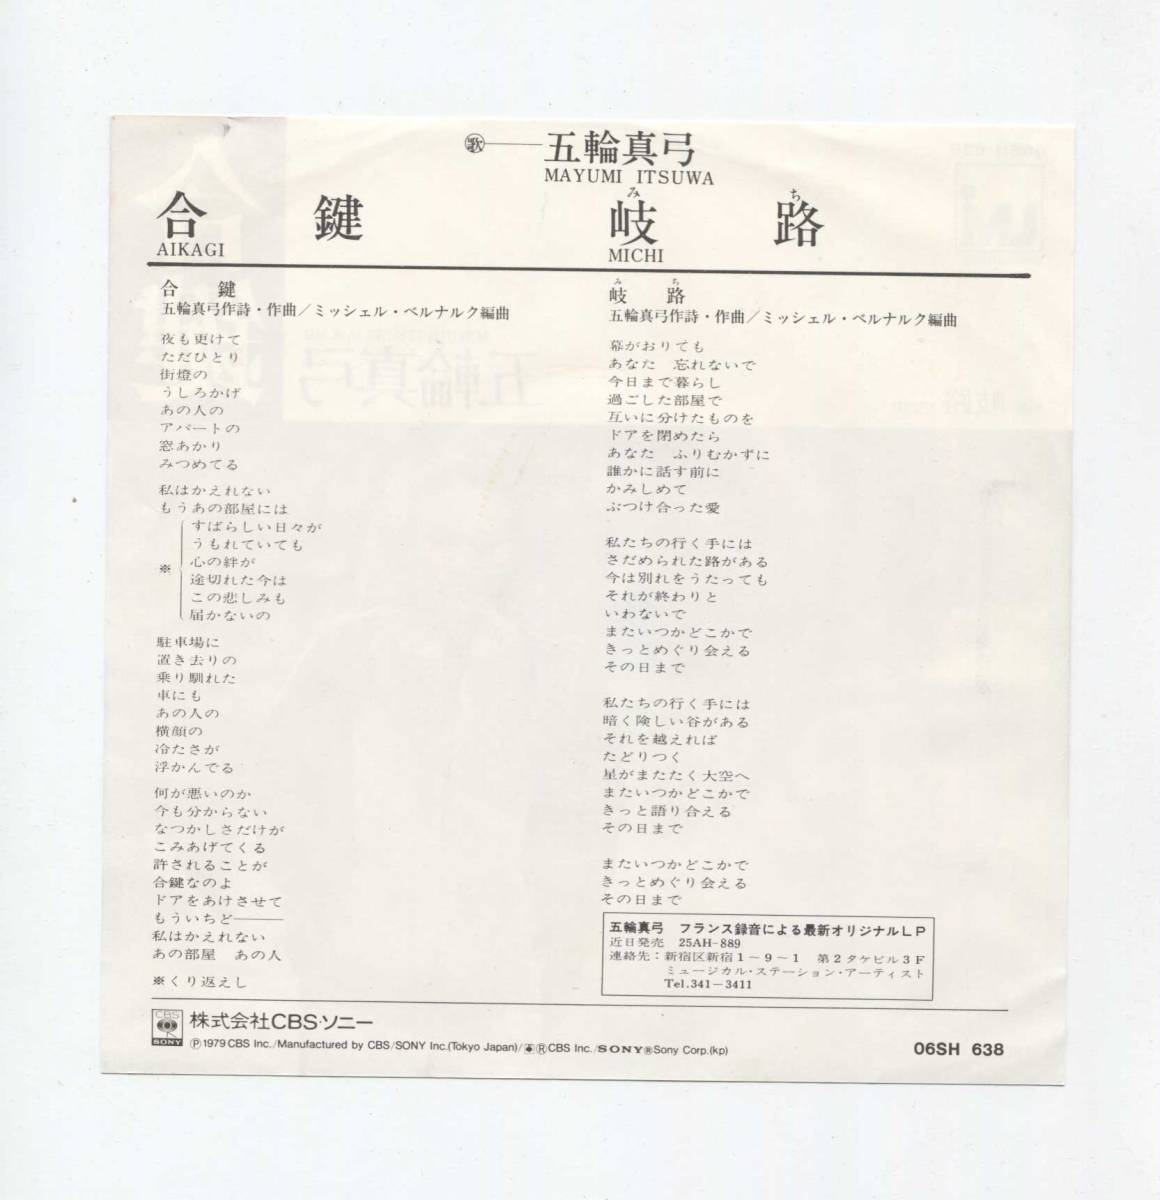 歌 五輪真弓
MAYUMI ITSUWA
合鍵
AIKAGI
み ち
岐路
MICHI
合鍵
五輪真弓作詩・作曲/ミッシェル・ベルナルク編曲
夜も更けて
ただひとり
街燈の
うしろかげ
あの人の
アパートの
窓あかり
みつめてる
私はかえれない
もうあの部屋には
すばらしい日々が
うもれていても
※ 心の絆が
途切れた今は
この悲しみも
届かないの
駐車場に
置き去りの
乗り馴れた
車にも
あの人の
横顔の
冷たさが
浮かんでる
何が悪いのか
今も分からない
なつかしさだけが
こみあげてくる
許されることが
合鍵なのよ
ドアをあけさせて
もういちど――
私はかえれない
あの部屋 あの人
※くり返えし
み ち
岐路
五輪真弓作詩・作曲/ミッシェル・ベルナルク編曲
幕がおりても
あなた 忘れないで
今日まで暮らし
過ごした部屋で
互いに分けたものを
ドアを閉めたら
あなた ふりむかずに
誰かに話す前に
かみしめて
ぶつけ合った愛
私たちの行く手には
さだめられた路がある
今は別れをうたっても
それが終わりと
いわないで
またいつかどこかで
きっとめぐり会える
その日まで
私たちの行く手には
暗く険しい谷がある
それを越えれば
たどりつく
星がまたたく大空へ
またいつかどこかで
きっと語り合える
その日まで
またいつかどこかで
きっとめぐり会える
その日まで
五輪真弓 フランス録音による最新オリジナルLP
近日発売 25AH-889
連絡先：新宿区新宿1〜9〜1 第2タケビル3F
ミュージカル・ステーション・アーティスト
Tel.341-3411
CBS
SONY
株式会社CBS・ソニー
Ⓟ1979 CBS Inc./Manufactured by CBS/SONY Inc.(Tokyo Japan)/ⓇCBS Inc./SONY®Sony Corp.(kp)
06SH 638